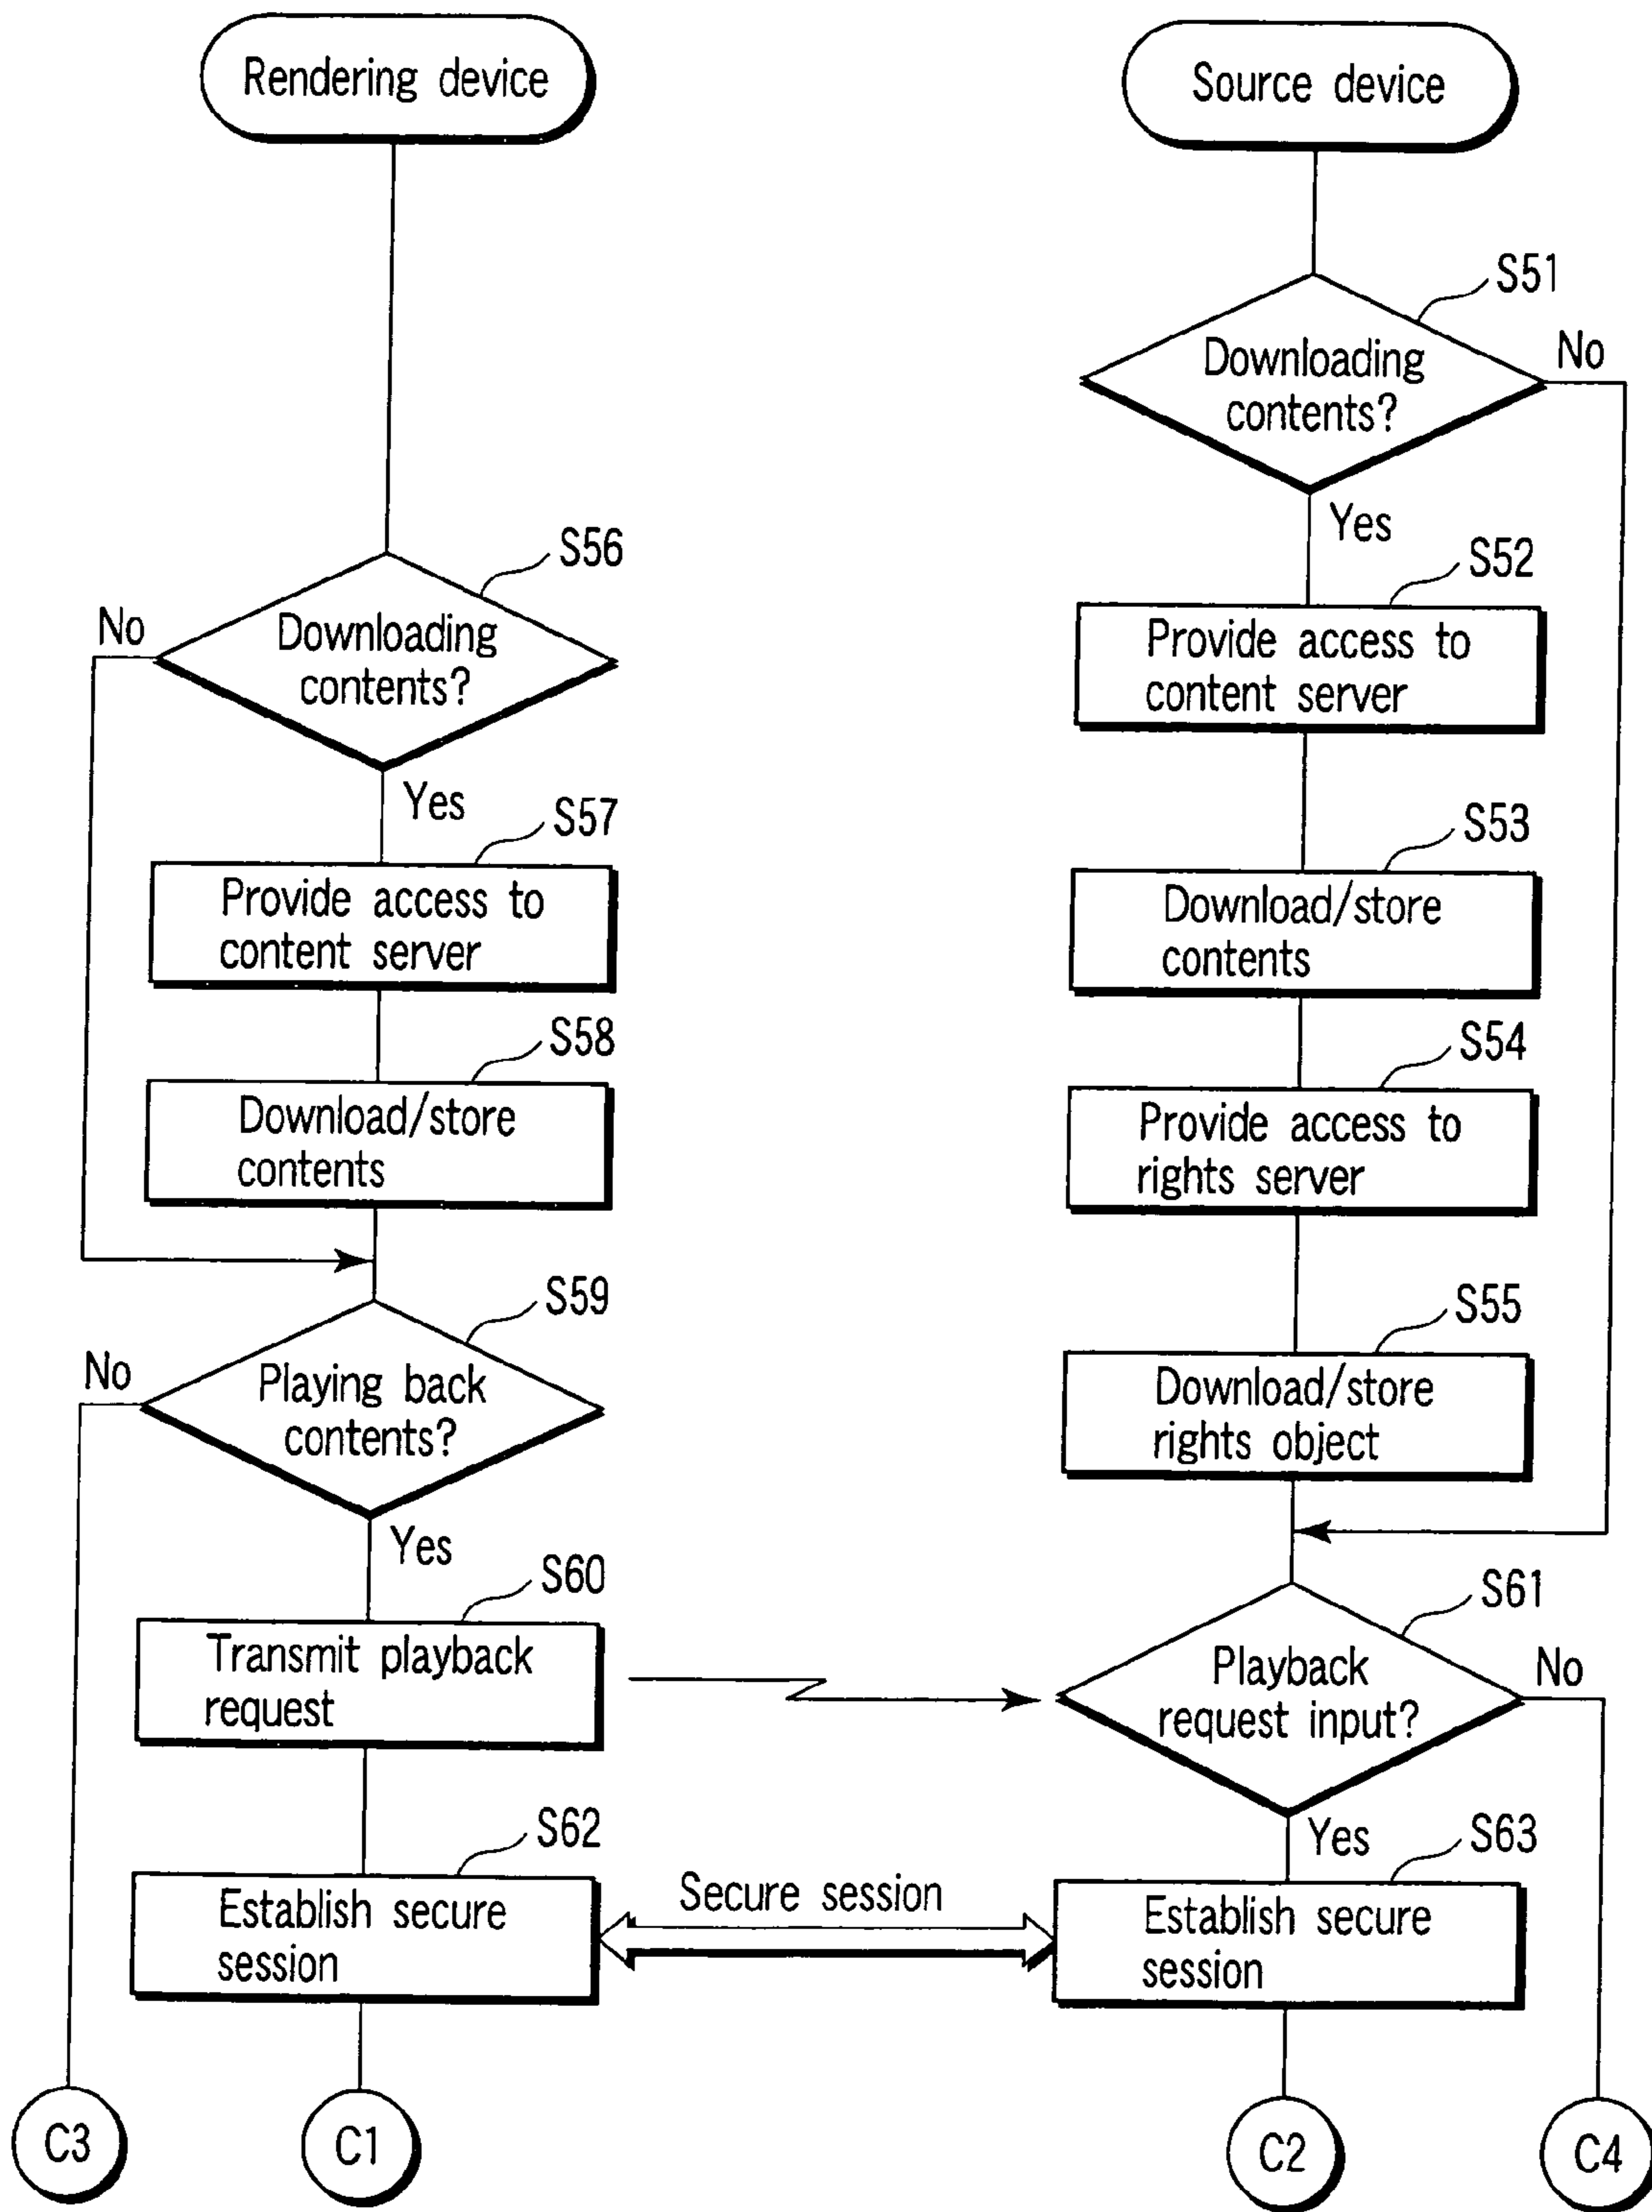 Rendering device
Source device
S51
Downloading
contents?
No
Yes
S52
Provide access to
content server
S53
Download/store
contents
S54
Provide access to
rights server
S55
Download/store
rights object
S56
Downloading
contents?
No
Yes
S57
Provide access to
content server
S58
Download/store
contents
S59
Playing back
contents?
No
Yes
S60
Transmit playback
request
S61
Playback
request input?
No
Yes
S62
Establish secure
session
Secure session
S63
Establish secure
session
C3
C1
C2
C4